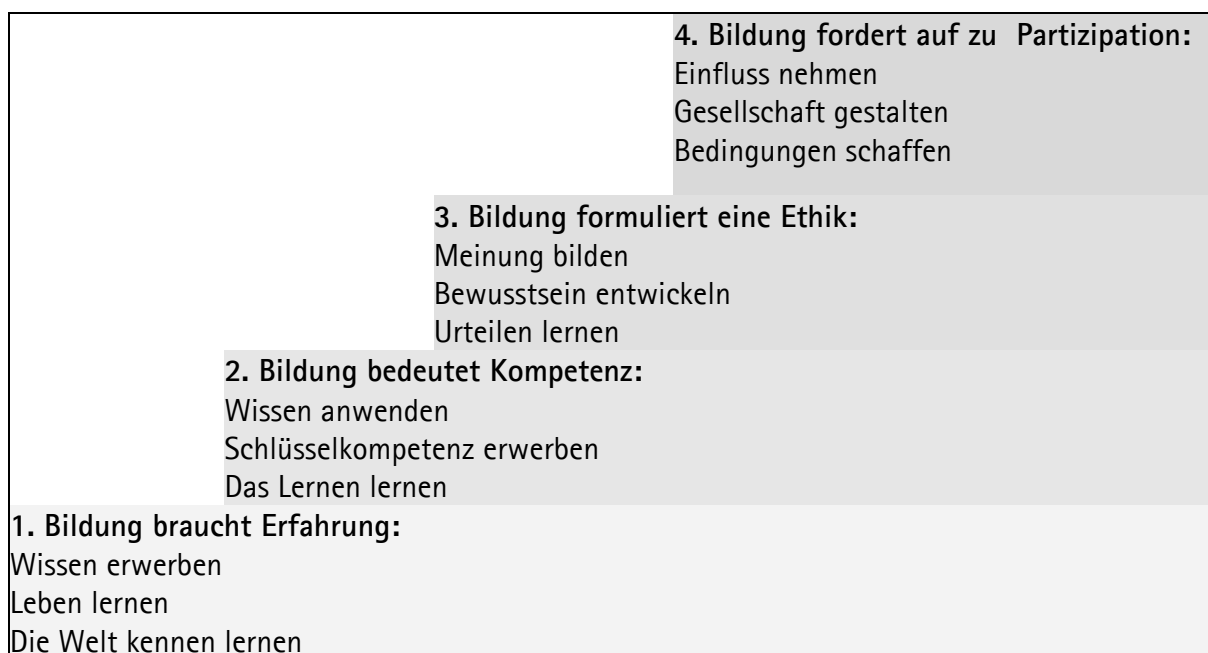 4. Bildung fordert auf zu  Partizipation:
Einfluss nehmen
Gesellschaft gestalten
Bedingungen schaffen
3. Bildung formuliert eine Ethik:
Meinung bilden
Bewusstsein entwickeln
Urteilen lernen
2. Bildung bedeutet Kompetenz:
Wissen anwenden
Schlüsselkompetenz erwerben
Das Lernen lernen
1. Bildung braucht Erfahrung:
Wissen erwerben
Leben lernen
Die Welt kennen lernen